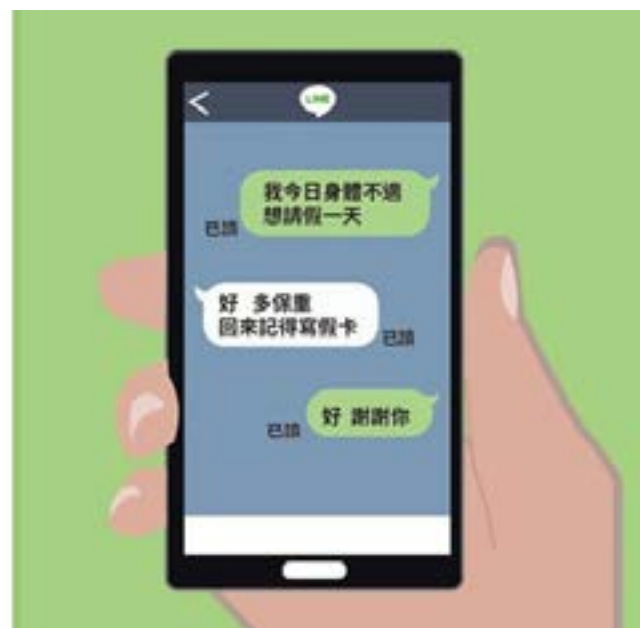 LINE
我今日身體不適
想請假一天
已讀
好 多保重
回來記得寫假卡
已讀
好 謝謝你
已讀